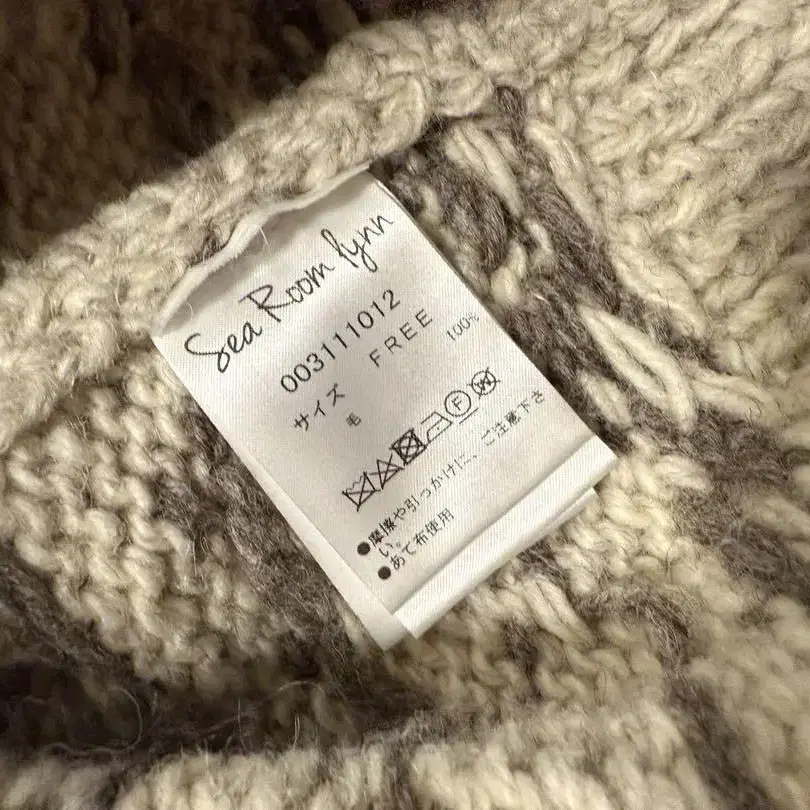 Sea Room lynn
003111012
サイズ FREE
毛 100%
F W
●摩擦や引っかけに、ご注意下さ
い。
●あて布使用